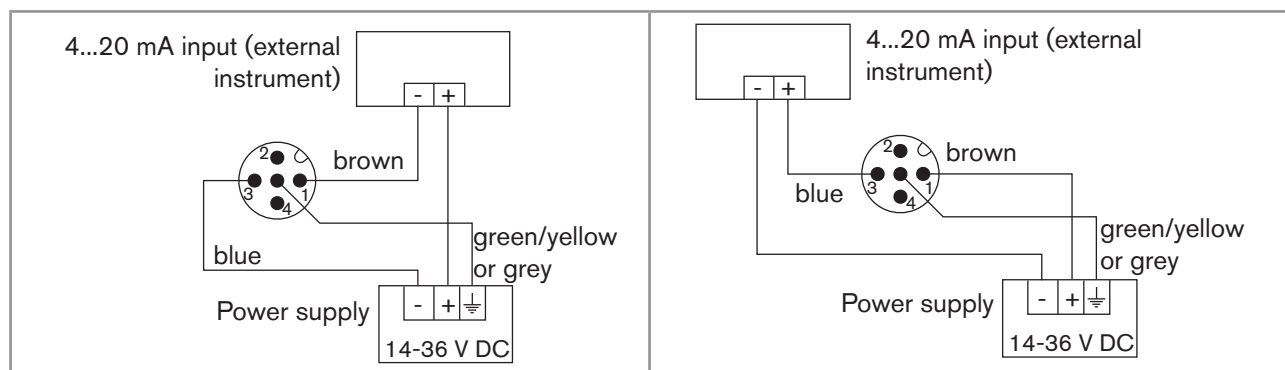 4...20 mA input (external
instrument)
- +
2
3
1
4
brown
blue
green/yellow
or grey
Power supply
- +
14-36 V DC
4...20 mA input (external
instrument)
- +
2
3
1
4
brown
blue
green/yellow
or grey
Power supply
- +
14-36 V DC